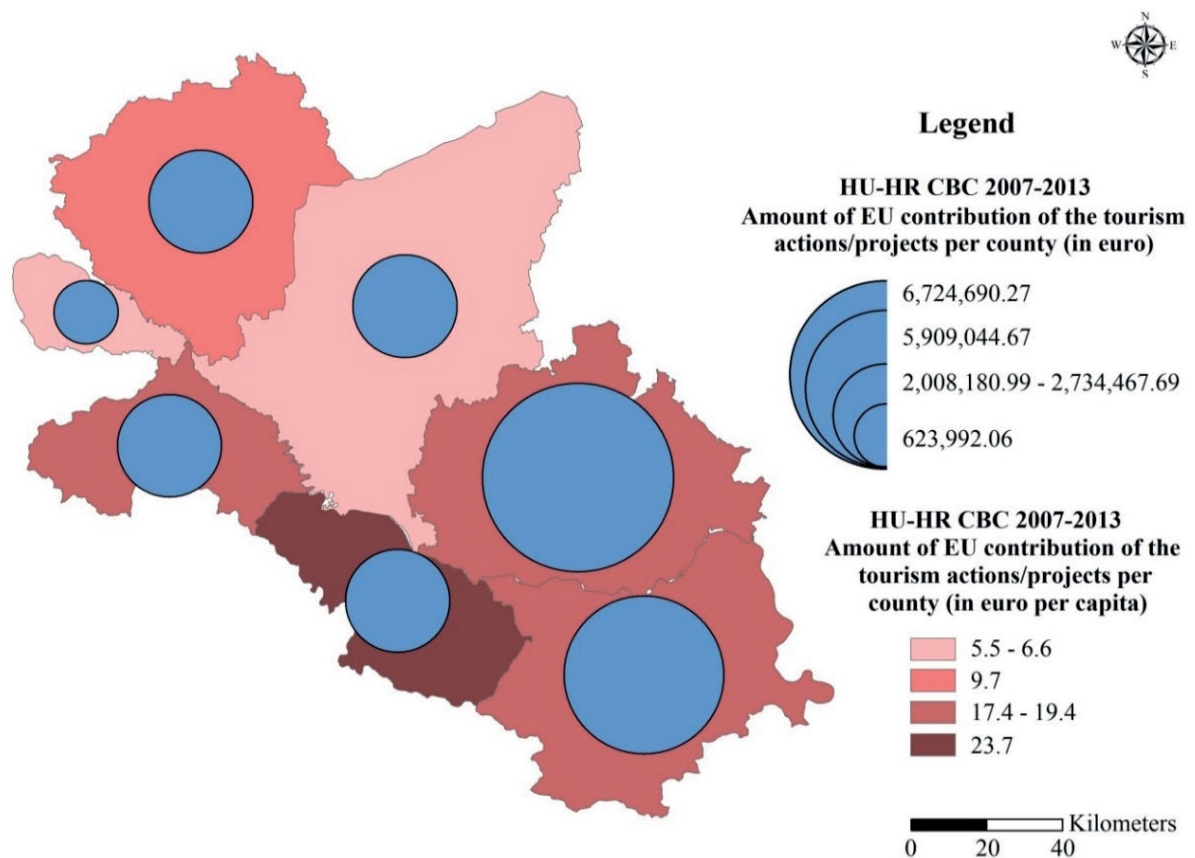 N
W E
S
Legend
HU-HR CBC 2007-2013
Amount of EU contribution of the tourism
actions/projects per county (in euro)
6,724,690.27
5,909,044.67
2,008,180.99 - 2,734,467.69
623,992.06
HU-HR CBC 2007-2013
Amount of EU contribution of the
tourism actions/projects per
county (in euro per capita)
5.5 - 6.6
9.7
17.4 - 19.4
23.7
Kilometers
0 20 40